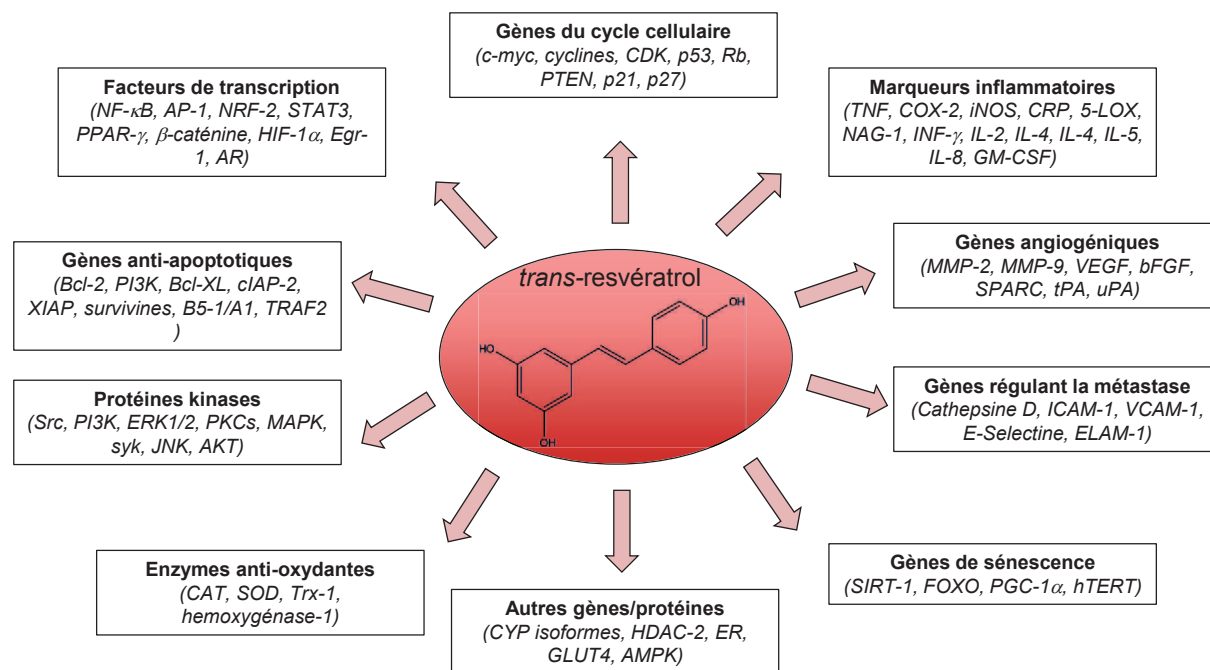 Gènes du cycle cellulaire
(c-myc, cyclines, CDK, p53, Rb,
PTEN, p21, p27)
Facteurs de transcription
(NF-κB, AP-1, NRF-2, STAT3,
PPAR-γ, β-caténine, HIF-1α, Egr-
1, AR)
Marqueurs inflammatoires
(TNF, COX-2, iNOS, CRP, 5-LOX,
NAG-1, INF-γ, IL-2, IL-4, IL-4, IL-5,
IL-8, GM-CSF)
Gènes anti-apoptotiques
(Bcl-2, PI3K, Bcl-XL, cIAP-2,
XIAP, survivines, B5-1/A1, TRAF2
)
trans-resvératrol
OH
HO
OH
Gènes angiogéniques
(MMP-2, MMP-9, VEGF, bFGF,
SPARC, tPA, uPA)
Protéines kinases
(Src, PI3K, ERK1/2, PKCs, MAPK,
syk, JNK, AKT)
Gènes régulant la métastase
(Cathepsine D, ICAM-1, VCAM-1,
E-Selectine, ELAM-1)
Enzymes anti-oxydantes
(CAT, SOD, Trx-1,
hemoxygénase-1)
Autres gènes/protéines
(CYP isoformes, HDAC-2, ER,
GLUT4, AMPK)
Gènes de sénescence
(SIRT-1, FOXO, PGC-1α, hTERT)